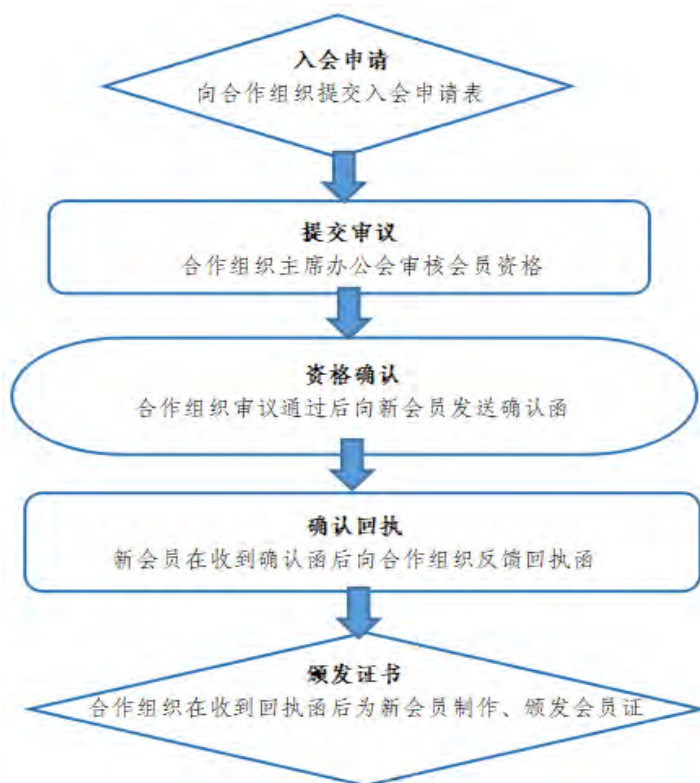 入会申请
向合作组织提交入会申请表
提交审议
合作组织主席办公会审核会员资格
资格确认
合作组织审议通过后向新会员发送确认函
确认回执
新会员在收到确认函后向合作组织反馈回执函
颁发证书
合作组织在收到回执函后为新会员制作、颁发会员证